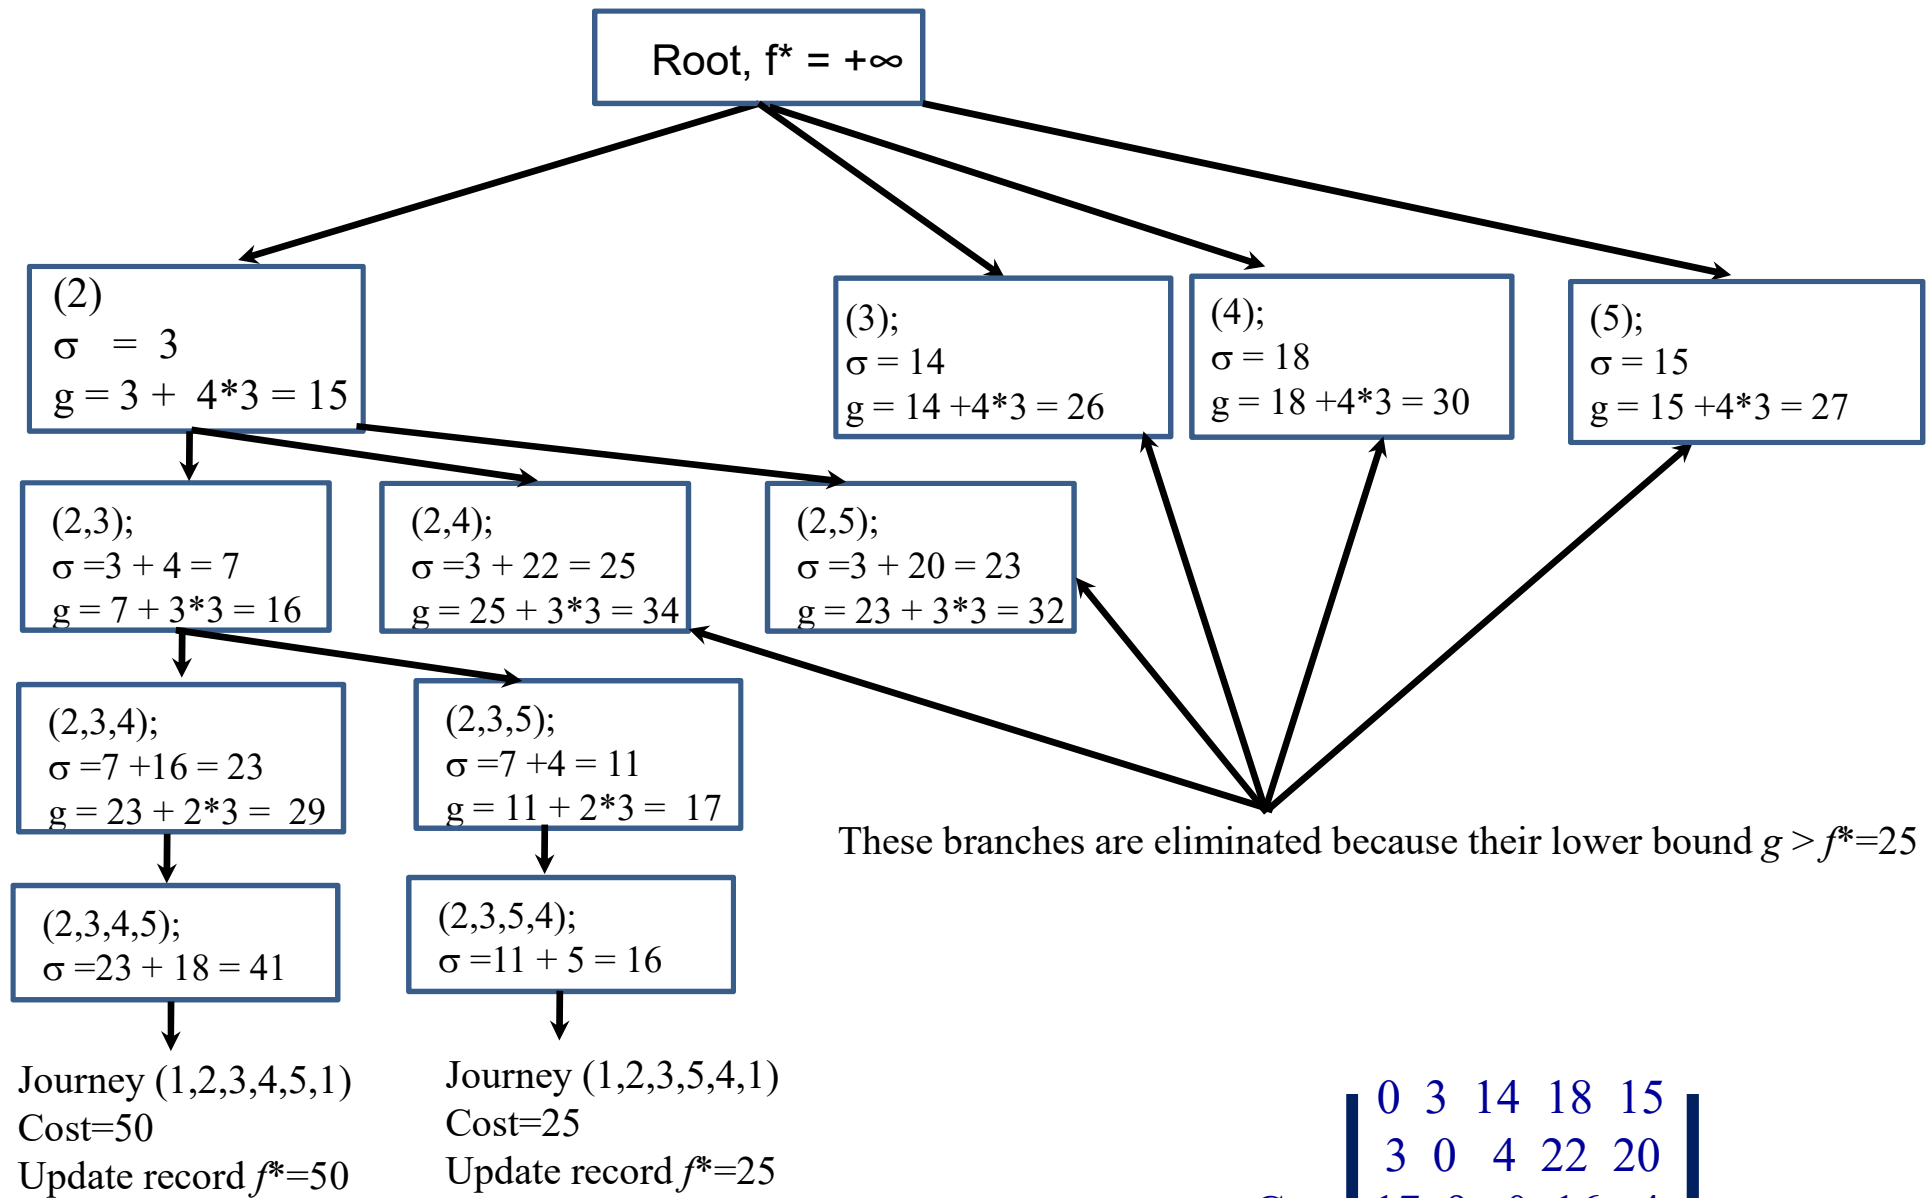 Root, f* = +∞
(2)
σ = 3
g = 3 + 4*3 = 15
(3);
σ = 14
g = 14 +4*3 = 26
(4);
σ = 18
g = 18 +4*3 = 30
(5);
σ = 15
g = 15 +4*3 = 27
(2,3);
σ =3 + 4 = 7
g = 7 + 3*3 = 16
(2,4);
σ =3 + 22 = 25
g = 25 + 3*3 = 34
(2,5);
σ =3 + 20 = 23
g = 23 + 3*3 = 32
(2,3,4);
σ =7 +16 = 23
g = 23 + 2*3 = 29
(2,3,5);
σ =7 +4 = 11
g = 11 + 2*3 = 17
These branches are eliminated because their lower bound g > f*=25
(2,3,4,5);
σ =23 + 18 = 41
(2,3,5,4);
σ =11 + 5 = 16
Journey (1,2,3,4,5,1)
Cost=50
Update record f*=50
Journey (1,2,3,5,4,1)
Cost=25
Update record f*=25
0 3 14 18 15
3 0 4 22 20